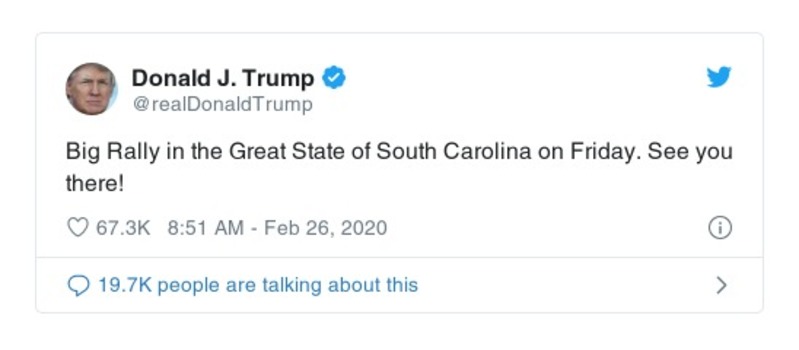 Donald J. Trump
@realDonaldTrump
Big Rally in the Great State of South Carolina on Friday. See you
there!
67.3K 8:51 AM - Feb 26, 2020
19.7K people are talking about this